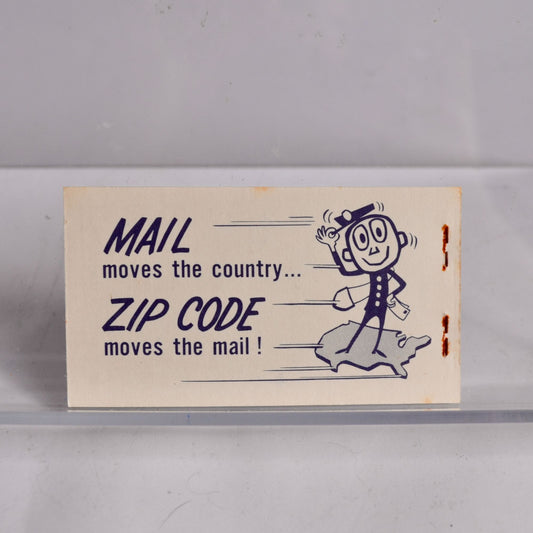 MAIL
moves the country...
ZIP CODE
moves the mail!